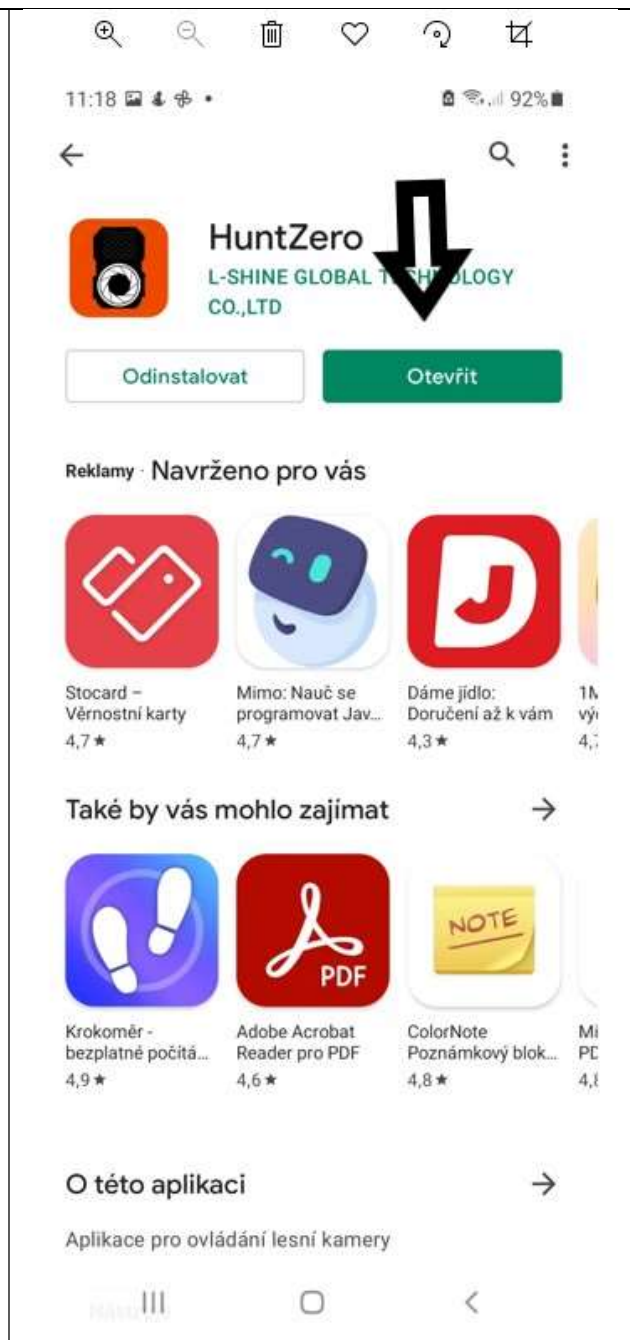 11:18
92%
HuntZero
L-SHINE GLOBAL T CHNOLOGY
CO.,LTD
Odinstalovat
Otevřít
Reklamy · Navrženo pro vás
Stocard –
Věrnostní karty
4,7★
Mimo: Nauč se
programovat Jav...
4,7★
Dáme jídlo:
Doručení až k vám
4,3★
Také by vás mohlo zajímat
NOTE
PDF
Krokoměr -
bezplatné počítá...
4,9★
Adobe Acrobat
Reader pro PDF
4,6★
ColorNote
Poznámkový blok...
4,8★
O této aplikaci
Aplikace pro ovládání lesní kamery